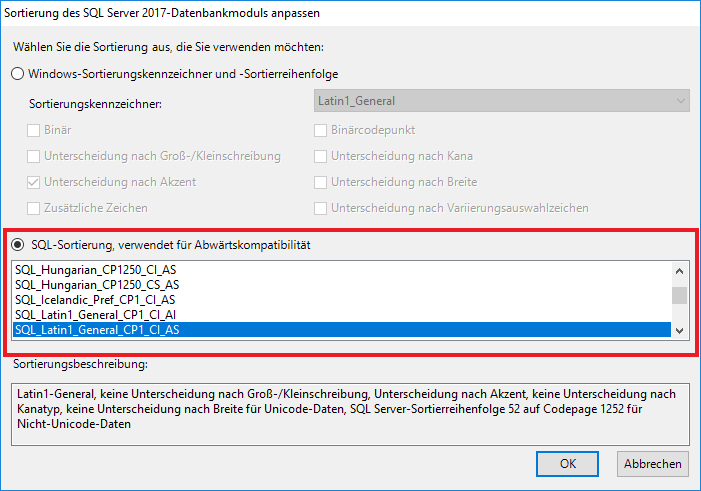 Sortierung des SQL Server 2017-Datenbankmoduls anpassen
Wählen Sie die Sortierung aus, die Sie verwenden möchten:
Windows-Sortierungskennzeichner und -Sortierreihenfolge
Sortierungskennzeichner:
Latin1_General
Binär
Binärcodepunkt
Unterscheidung nach Groß-/Kleinschreibung
Unterscheidung nach Kana
Unterscheidung nach Akzent
Unterscheidung nach Breite
Zusätzliche Zeichen
Unterscheidung nach Variierungsauswahlzeichen
SQL-Sortierung, verwendet für Abwärtskompatibilität
SQL_Hungarian_CP1250_CI_AS
SQL_Hungarian_CP1250_CS_AS
SQL_Icelandic_Pref_CP1_CI_AS
SQL_Latin1_General_CP1_CI_AI
SQL_Latin1_General_CP1_CI_AS
Sortierungsbeschreibung:
Latin1-General, keine Unterscheidung nach Groß-/Kleinschreibung, Unterscheidung nach Akzent, keine Unterscheidung nach
Kanatyp, keine Unterscheidung nach Breite für Unicode-Daten, SQL Server-Sortierreihenfolge 52 auf Codepage 1252 für
Nicht-Unicode-Daten
OK
Abbrechen